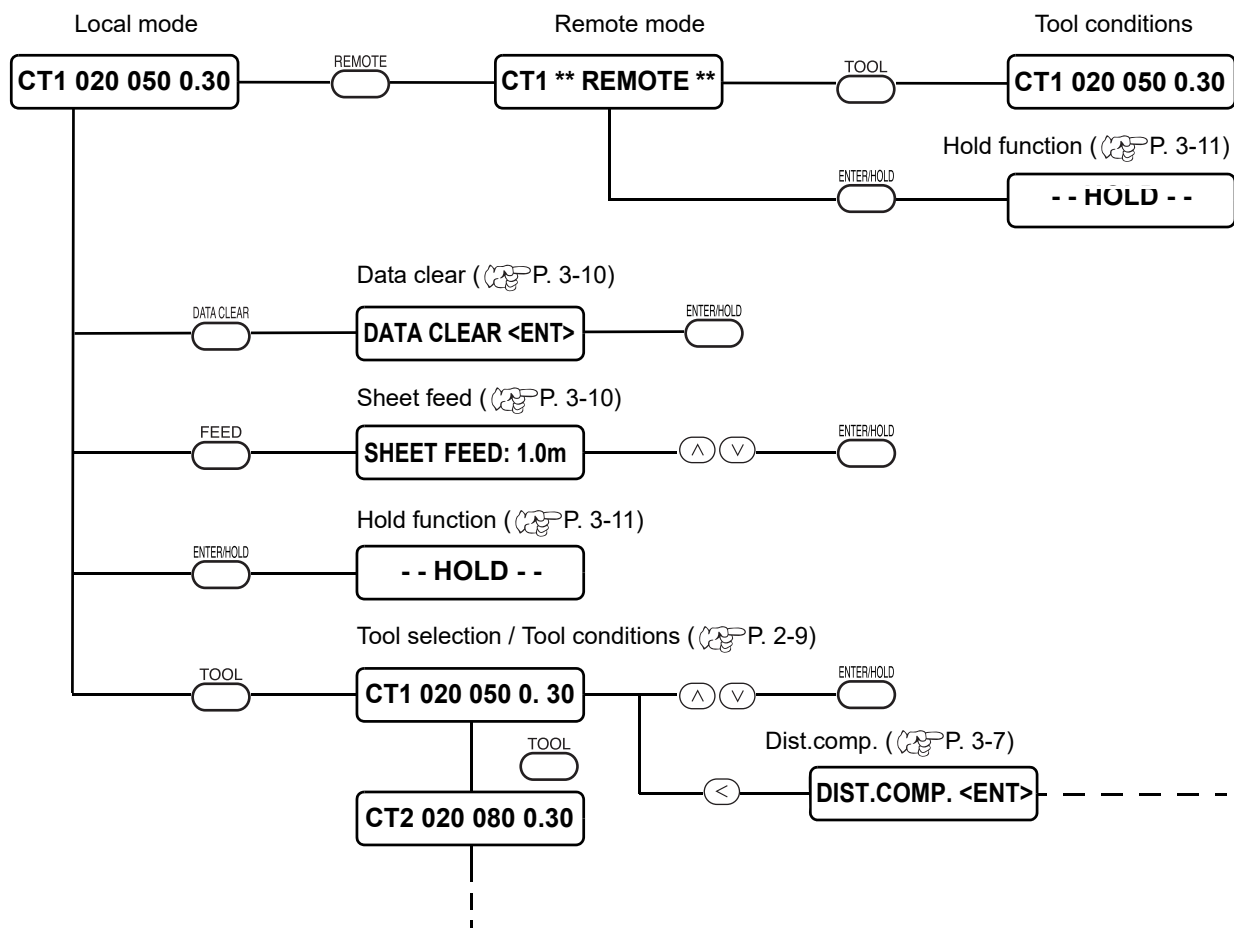 Local mode
Remote mode
Tool conditions
CT1 020 050 0.30
REMOTE
CT1 ** REMOTE **
TOOL
CT1 020 050 0.30
Hold function ( P. 3-11)
ENTER/HOLD
- - HOLD - -
Data clear ( P. 3-10)
DATA CLEAR
DATA CLEAR <ENT>
ENTER/HOLD
Sheet feed ( P. 3-10)
FEED
SHEET FEED: 1.0m
ENTER/HOLD
Hold function ( P. 3-11)
ENTER/HOLD
- - HOLD - -
Tool selection / Tool conditions ( P. 2-9)
TOOL
CT1 020 050 0. 30
ENTER/HOLD
TOOL
Dist.comp. ( P. 3-7)
DIST.COMP. <ENT>
CT2 020 080 0.30